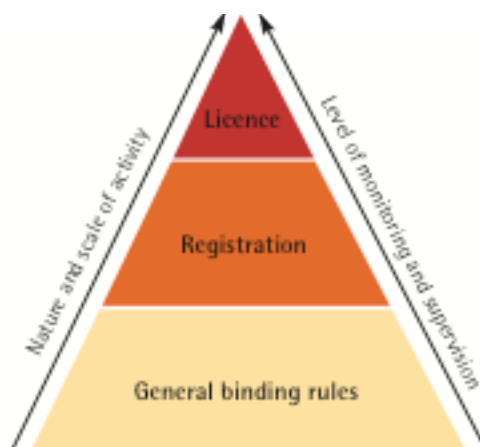 Licence
Nature and scale of activity
Level of monitoring and supervision
Registration
General binding rules